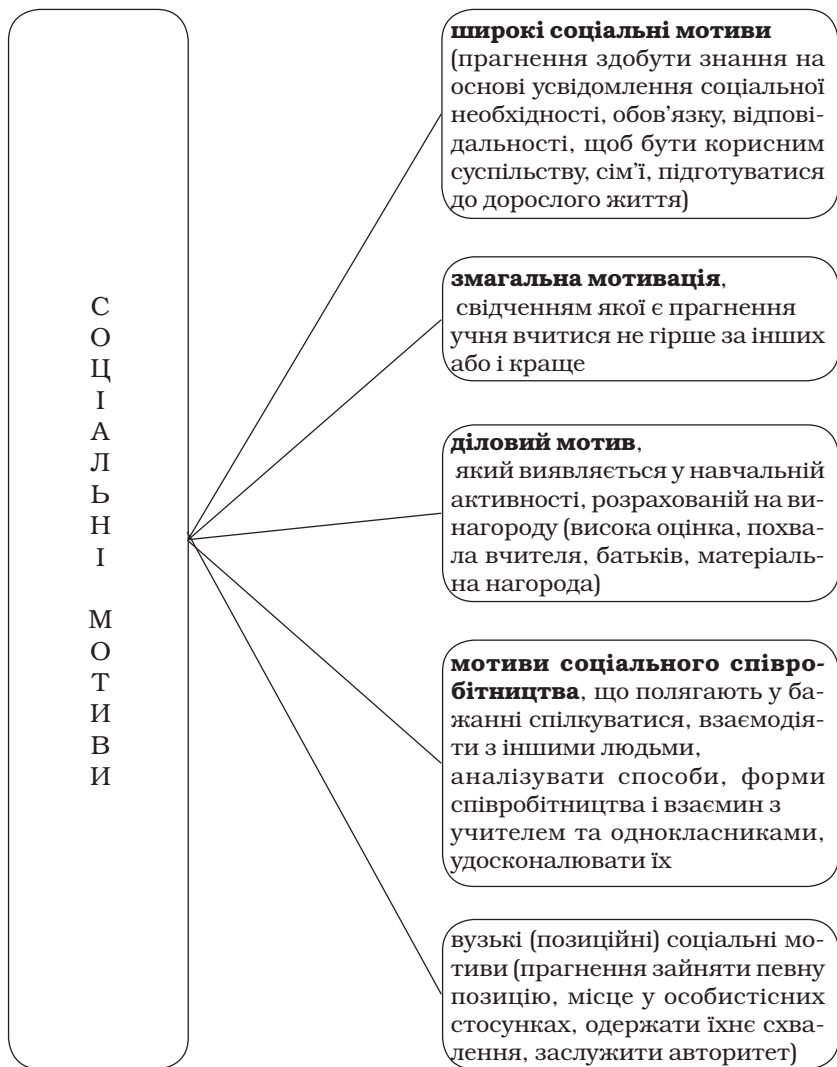 СОЦІАЛЬНІ МОТИВИ
широкі соціальні мотиви
(прагнення здобути знання на
основі усвідомлення соціальної
необхідності, обов’язку, відпові-
дальності, щоб бути корисним
суспільству, сім’ї, підготуватися
до дорослого життя)
змагальна мотивація,
свідченням якої є прагнення
учня вчитися не гірше за інших
або і краще
діловий мотив,
який виявляється у навчальній
активності, розрахованій на ви-
нагороду (висока оцінка, похва-
ла вчителя, батьків, матеріаль-
на нагорода)
мотиви соціального співро-
бітництва, що полягають у ба-
жанні спілкуватися, взаємодія-
ти з іншими людьми,
аналізувати способи, форми
співробітництва і взаємин з
учителем та однокласниками,
удосконалювати їх
вузькі (позиційні) соціальні мо-
тиви (прагнення зайняти певну
позицію, місце у особистісних
стосунках, одержати їхнє схва-
лення, заслужити авторитет)